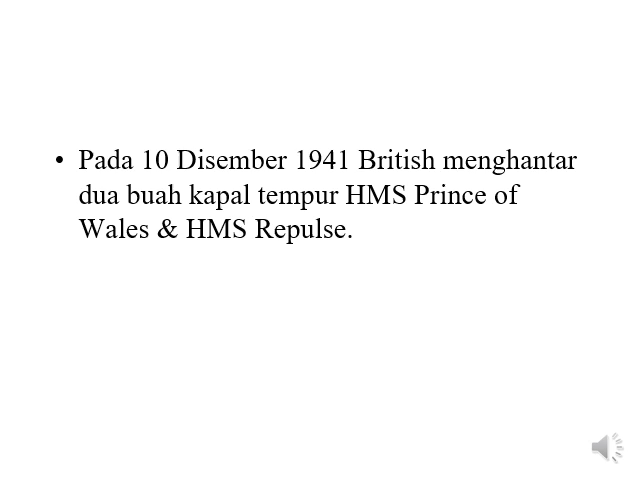 • Pada 10 Disember 1941 British menghantar
dua buah kapal tempur HMS Prince of
Wales & HMS Repulse.